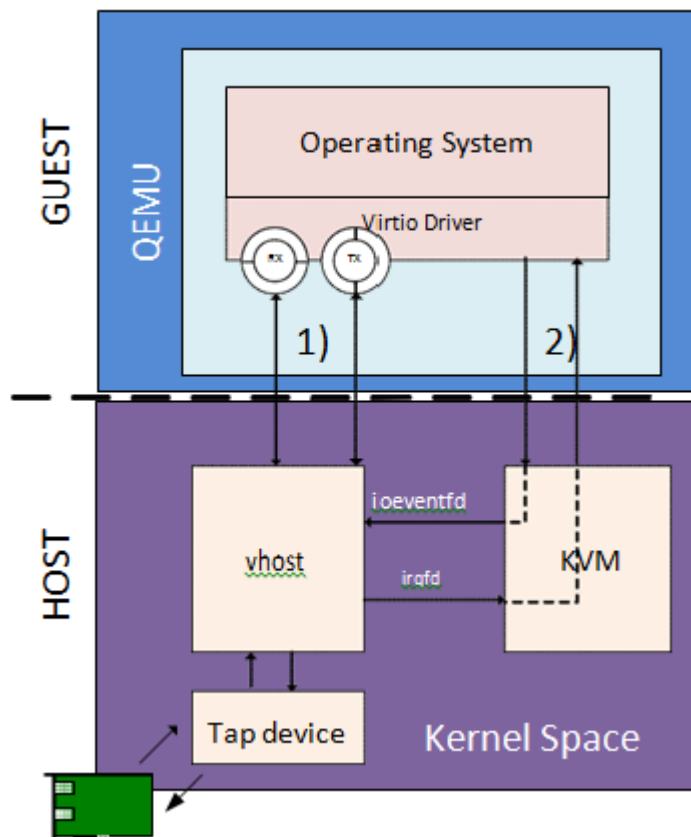 GUEST
QEMU
Operating System
Virtio Driver
RX
TX
1)
2)
HOST
ioeventfd
vhost
irqfd
KVM
Tap device
Kernel Space